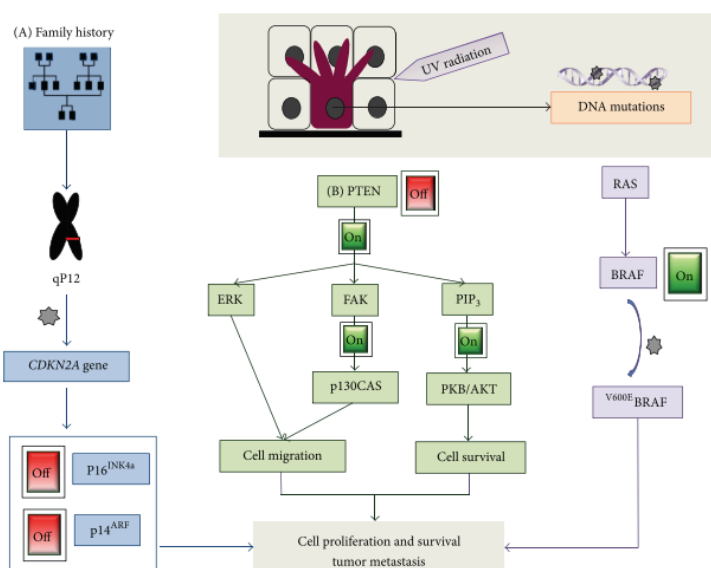 (A) Family history
UV radiation
DNA mutations
(B) PTEN
Off
RAS
On
qP12
BRAF
On
ERK
FAK
PIP3
On
On
CDKN2A gene
p130CAS
PKB/AKT
V600EBRAF
Cell migration
Cell survival
Off
P16INK4a
Off
p14ARF
Cell proliferation and survival
tumor metastasis